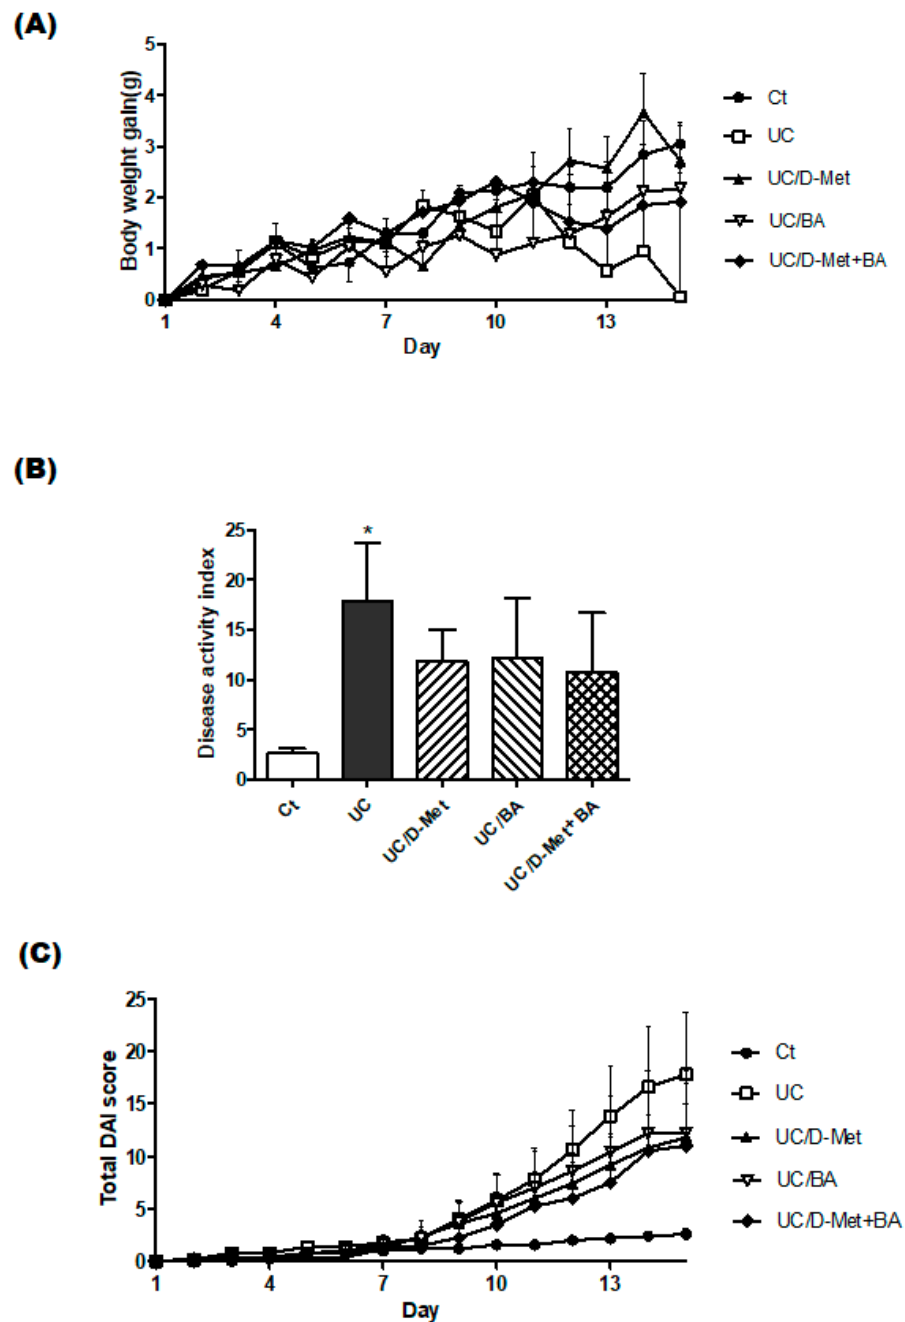 (A)
Body weight gain(g)
5
4
3
2
1
0
1
4
7
10
13
Day
Ct
UC
UC/D-Met
UC/BA
UC/D-Met+BA
(B)
Disease activity index
25
20
15
10
5
0
*
Ct
UC
UC/D-Met
UC/BA
UC/D-Met+BA
(C)
Total DAI score
25
20
15
10
5
0
1
4
7
10
13
Day
Ct
UC
UC/D-Met
UC/BA
UC/D-Met+BA